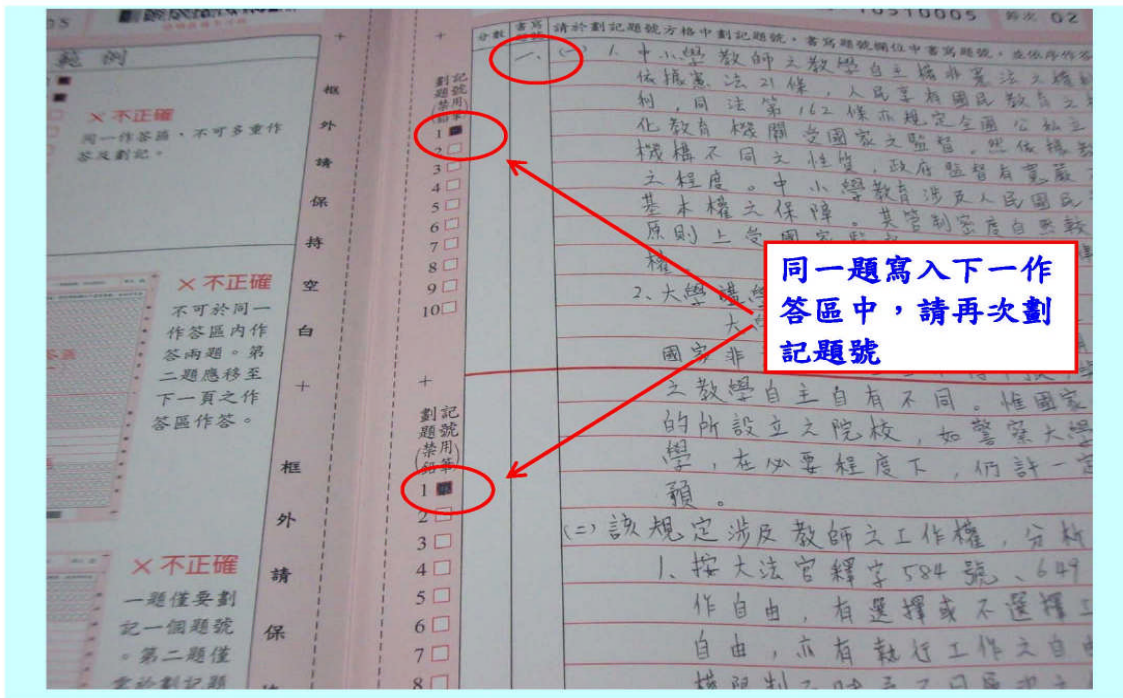 範例
×不正確
同一作答區,不可多重作
答及劃記。
×不正確
不可於同一
作答區內作
答兩題。第
二題應移至
下一頁之作
答區作答。
×不正確
一題僅要劃
記一個題號
。第二題僅
框外請保持空白
框外請保
劃記
題號
(禁用
鉛筆)
1
2
3
4
5
6
7
8
9
10
劃記
題號
(禁用
鉛筆)
1
2
3
4
5
6
7
8
10510005 節次 02
分數 書寫題號 請於劃記題號方格中劃記題號,書寫題號欄位中書寫題號,並依序作答
一、(一) 1. 中小學教師之教學自主權非憲法之權利
依據憲法21條,人民享有國民教育之
利,同法第162條亦規定全國公私立
化教育機關受國家之監督,然依據
機構不同之性質,政府監督有寬嚴
之程度。中小學教育涉及人民國民
基本權之保障。其管制密度自無較
原則上受國家
權
2、大學講學
國家非
之教學自主自有不同。惟國家
的所設立之院校,如警察大學
學,在必要程度下,仍許一定
預。
(二)該規定涉及教師之工作權,分析
1、按大法官釋字584號、649
作自由,有選擇或不選擇工
自由,亦有執行工作之自由
同一題寫入下一作
答區中,請再次劃
記題號